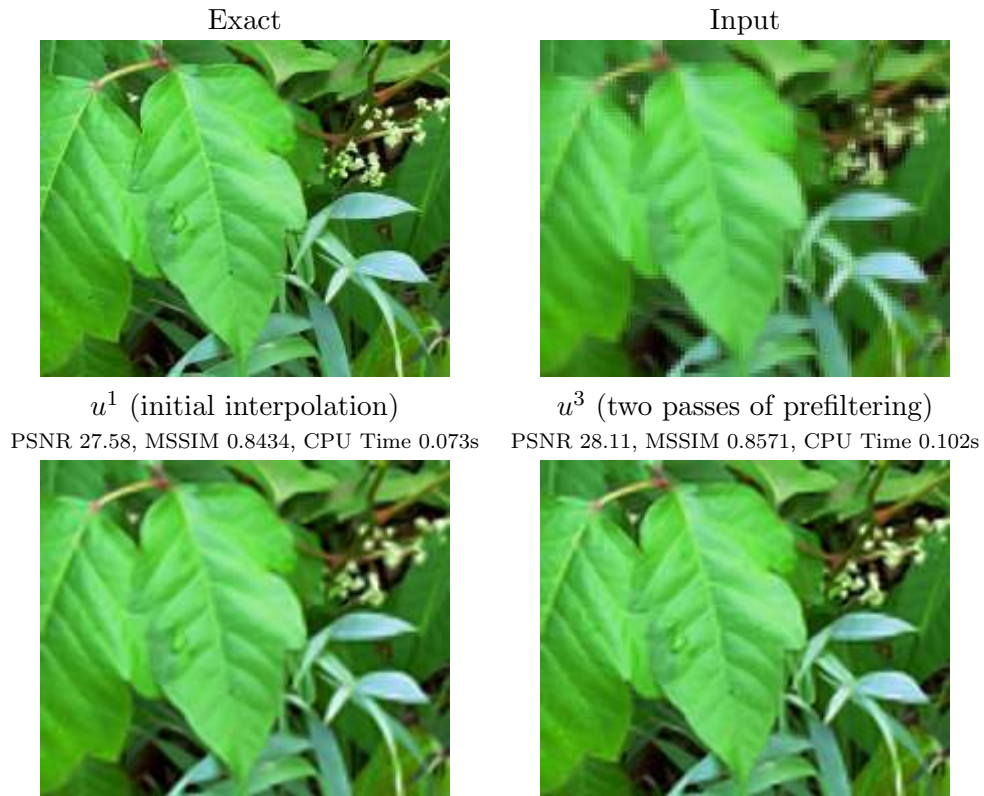 Exact
Input
u¹ (initial interpolation)
PSNR 27.58, MSSIM 0.8434, CPU Time 0.073s
u³ (two passes of prefiltering)
PSNR 28.11, MSSIM 0.8571, CPU Time 0.102s